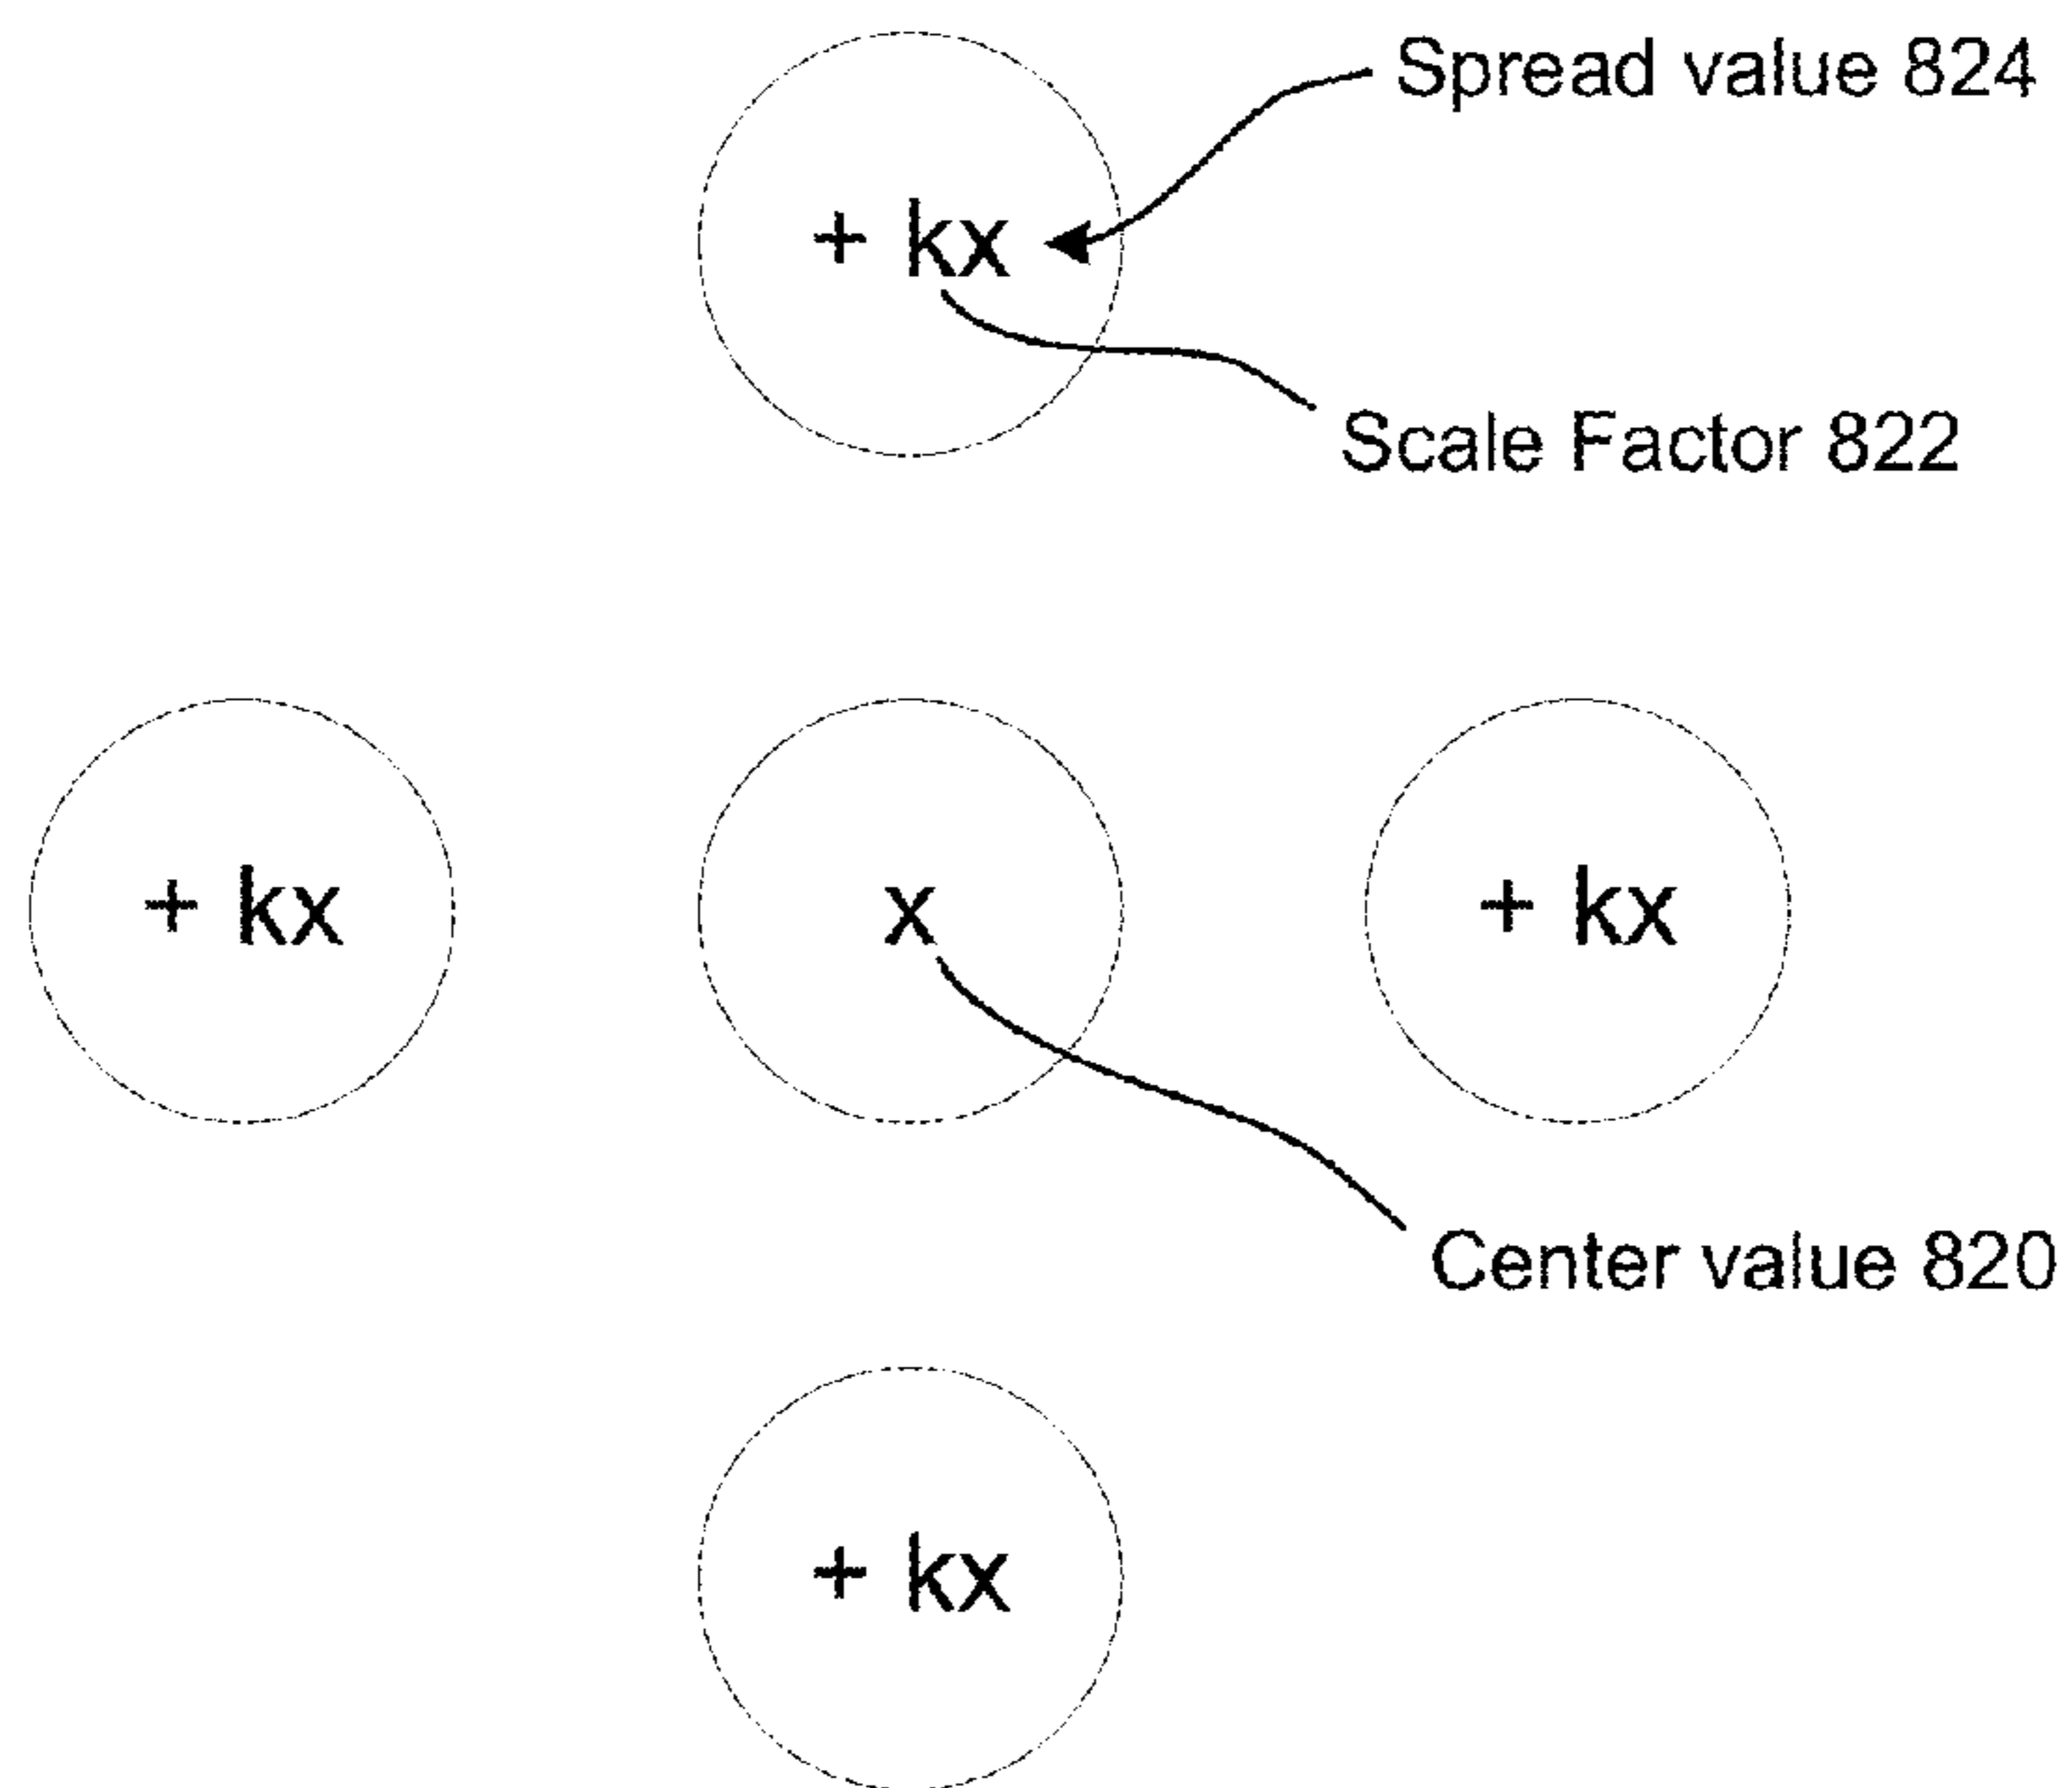 Spread value 824
+ kx
Scale Factor 822
+ kx
x
+ kx
Center value 820
+ kx